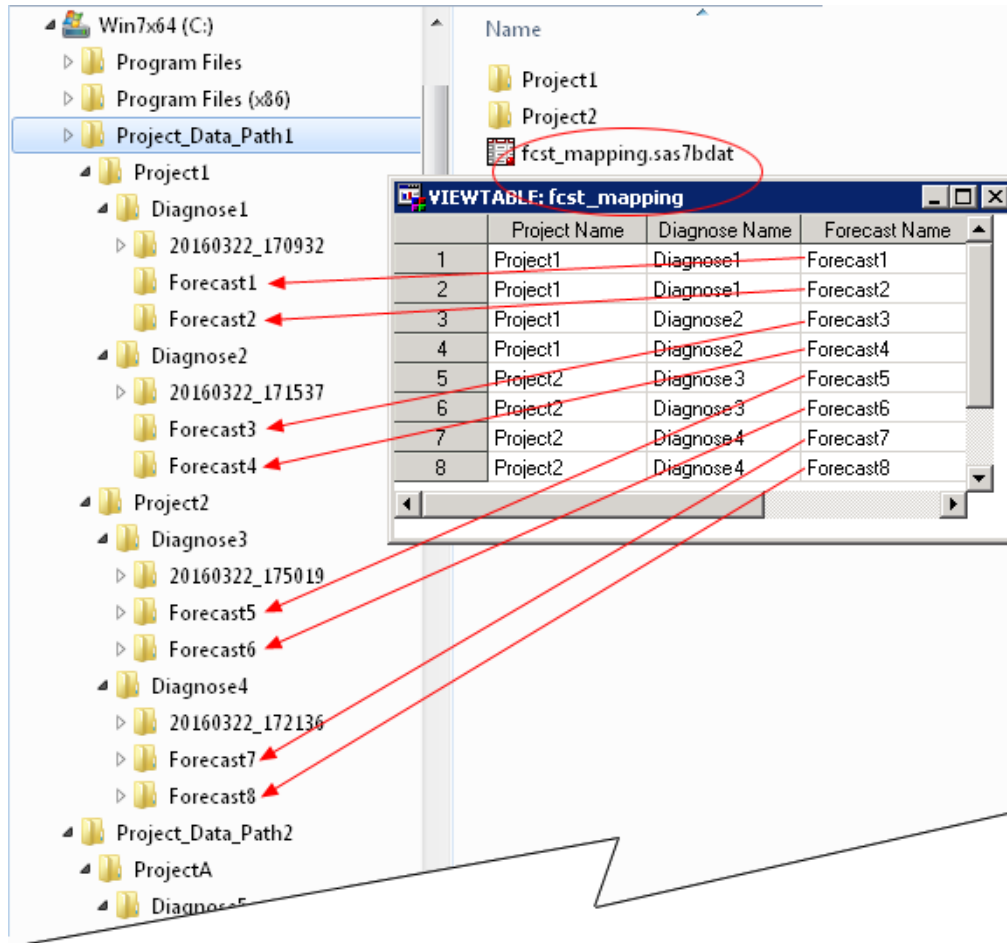 Win7x64 (C:)
Program Files
Program Files (x86)
Project_Data_Path1
Project1
Diagnose1
20160322_170932
Forecast1
Forecast2
Diagnose2
20160322_171537
Forecast3
Forecast4
Project2
Diagnose3
20160322_175019
Forecast5
Forecast6
Diagnose4
20160322_172136
Forecast7
Forecast8
Project_Data_Path2
ProjectA
Name
Project1
Project2
fcst_mapping.sas7bdat
VIEWTABLE: fcst_mapping
Project Name Diagnose Name Forecast Name
1 Project1 Diagnose1 Forecast1
2 Project1 Diagnose1 Forecast2
3 Project1 Diagnose2 Forecast3
4 Project1 Diagnose2 Forecast4
5 Project2 Diagnose3 Forecast5
6 Project2 Diagnose3 Forecast6
7 Project2 Diagnose4 Forecast7
8 Project2 Diagnose4 Forecast8